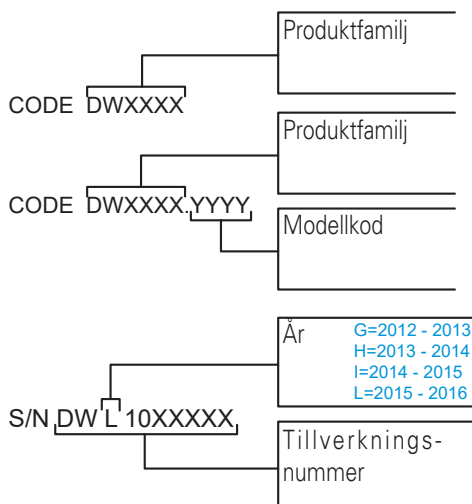 Produktfamilj
CODE DWXXXX
Produktfamilj
CODE DWXXXX.YYYY
Modellkod
År
G=2012 - 2013
H=2013 - 2014
I=2014 - 2015
L=2015 - 2016
S/N DW L 10XXXXX
Tillverknings-
nummer